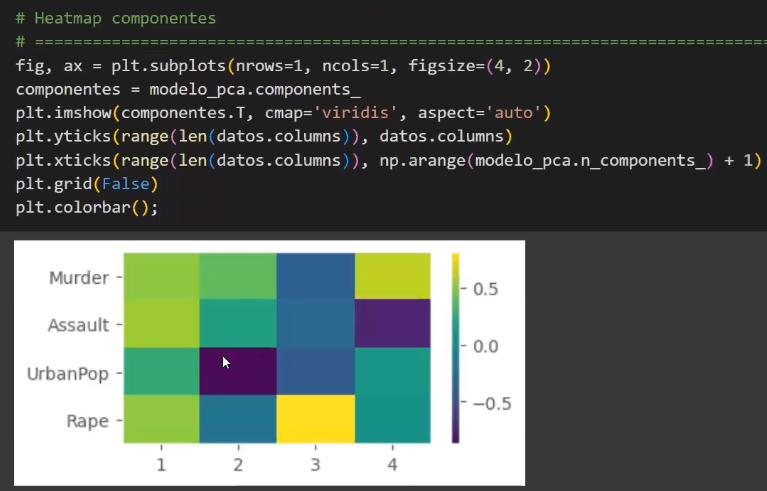 # Heatmap componentes
# ==============================================================================
fig, ax = plt.subplots(nrows=1, ncols=1, figsize=(4, 2))
componentes = modelo_pca.components_
plt.imshow(componentes.T, cmap='viridis', aspect='auto')
plt.yticks(range(len(datos.columns)), datos.columns)
plt.xticks(range(len(datos.columns)), np.arange(modelo_pca.n_components_) + 1)
plt.grid(False)
plt.colorbar();
Murder
Assault
UrbanPop
Rape
1 2 3 4
0.5
0.0
−0.5